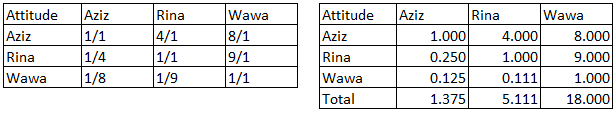 Attitude Aziz Rina Wawa
Aziz 1/1 4/1 8/1
Rina 1/4 1/1 9/1
Wawa 1/8 1/9 1/1
Attitude Aziz Rina Wawa
Aziz 1.000 4.000 8.000
Rina 0.250 1.000 9.000
Wawa 0.125 0.111 1.000
Total 1.375 5.111 18.000